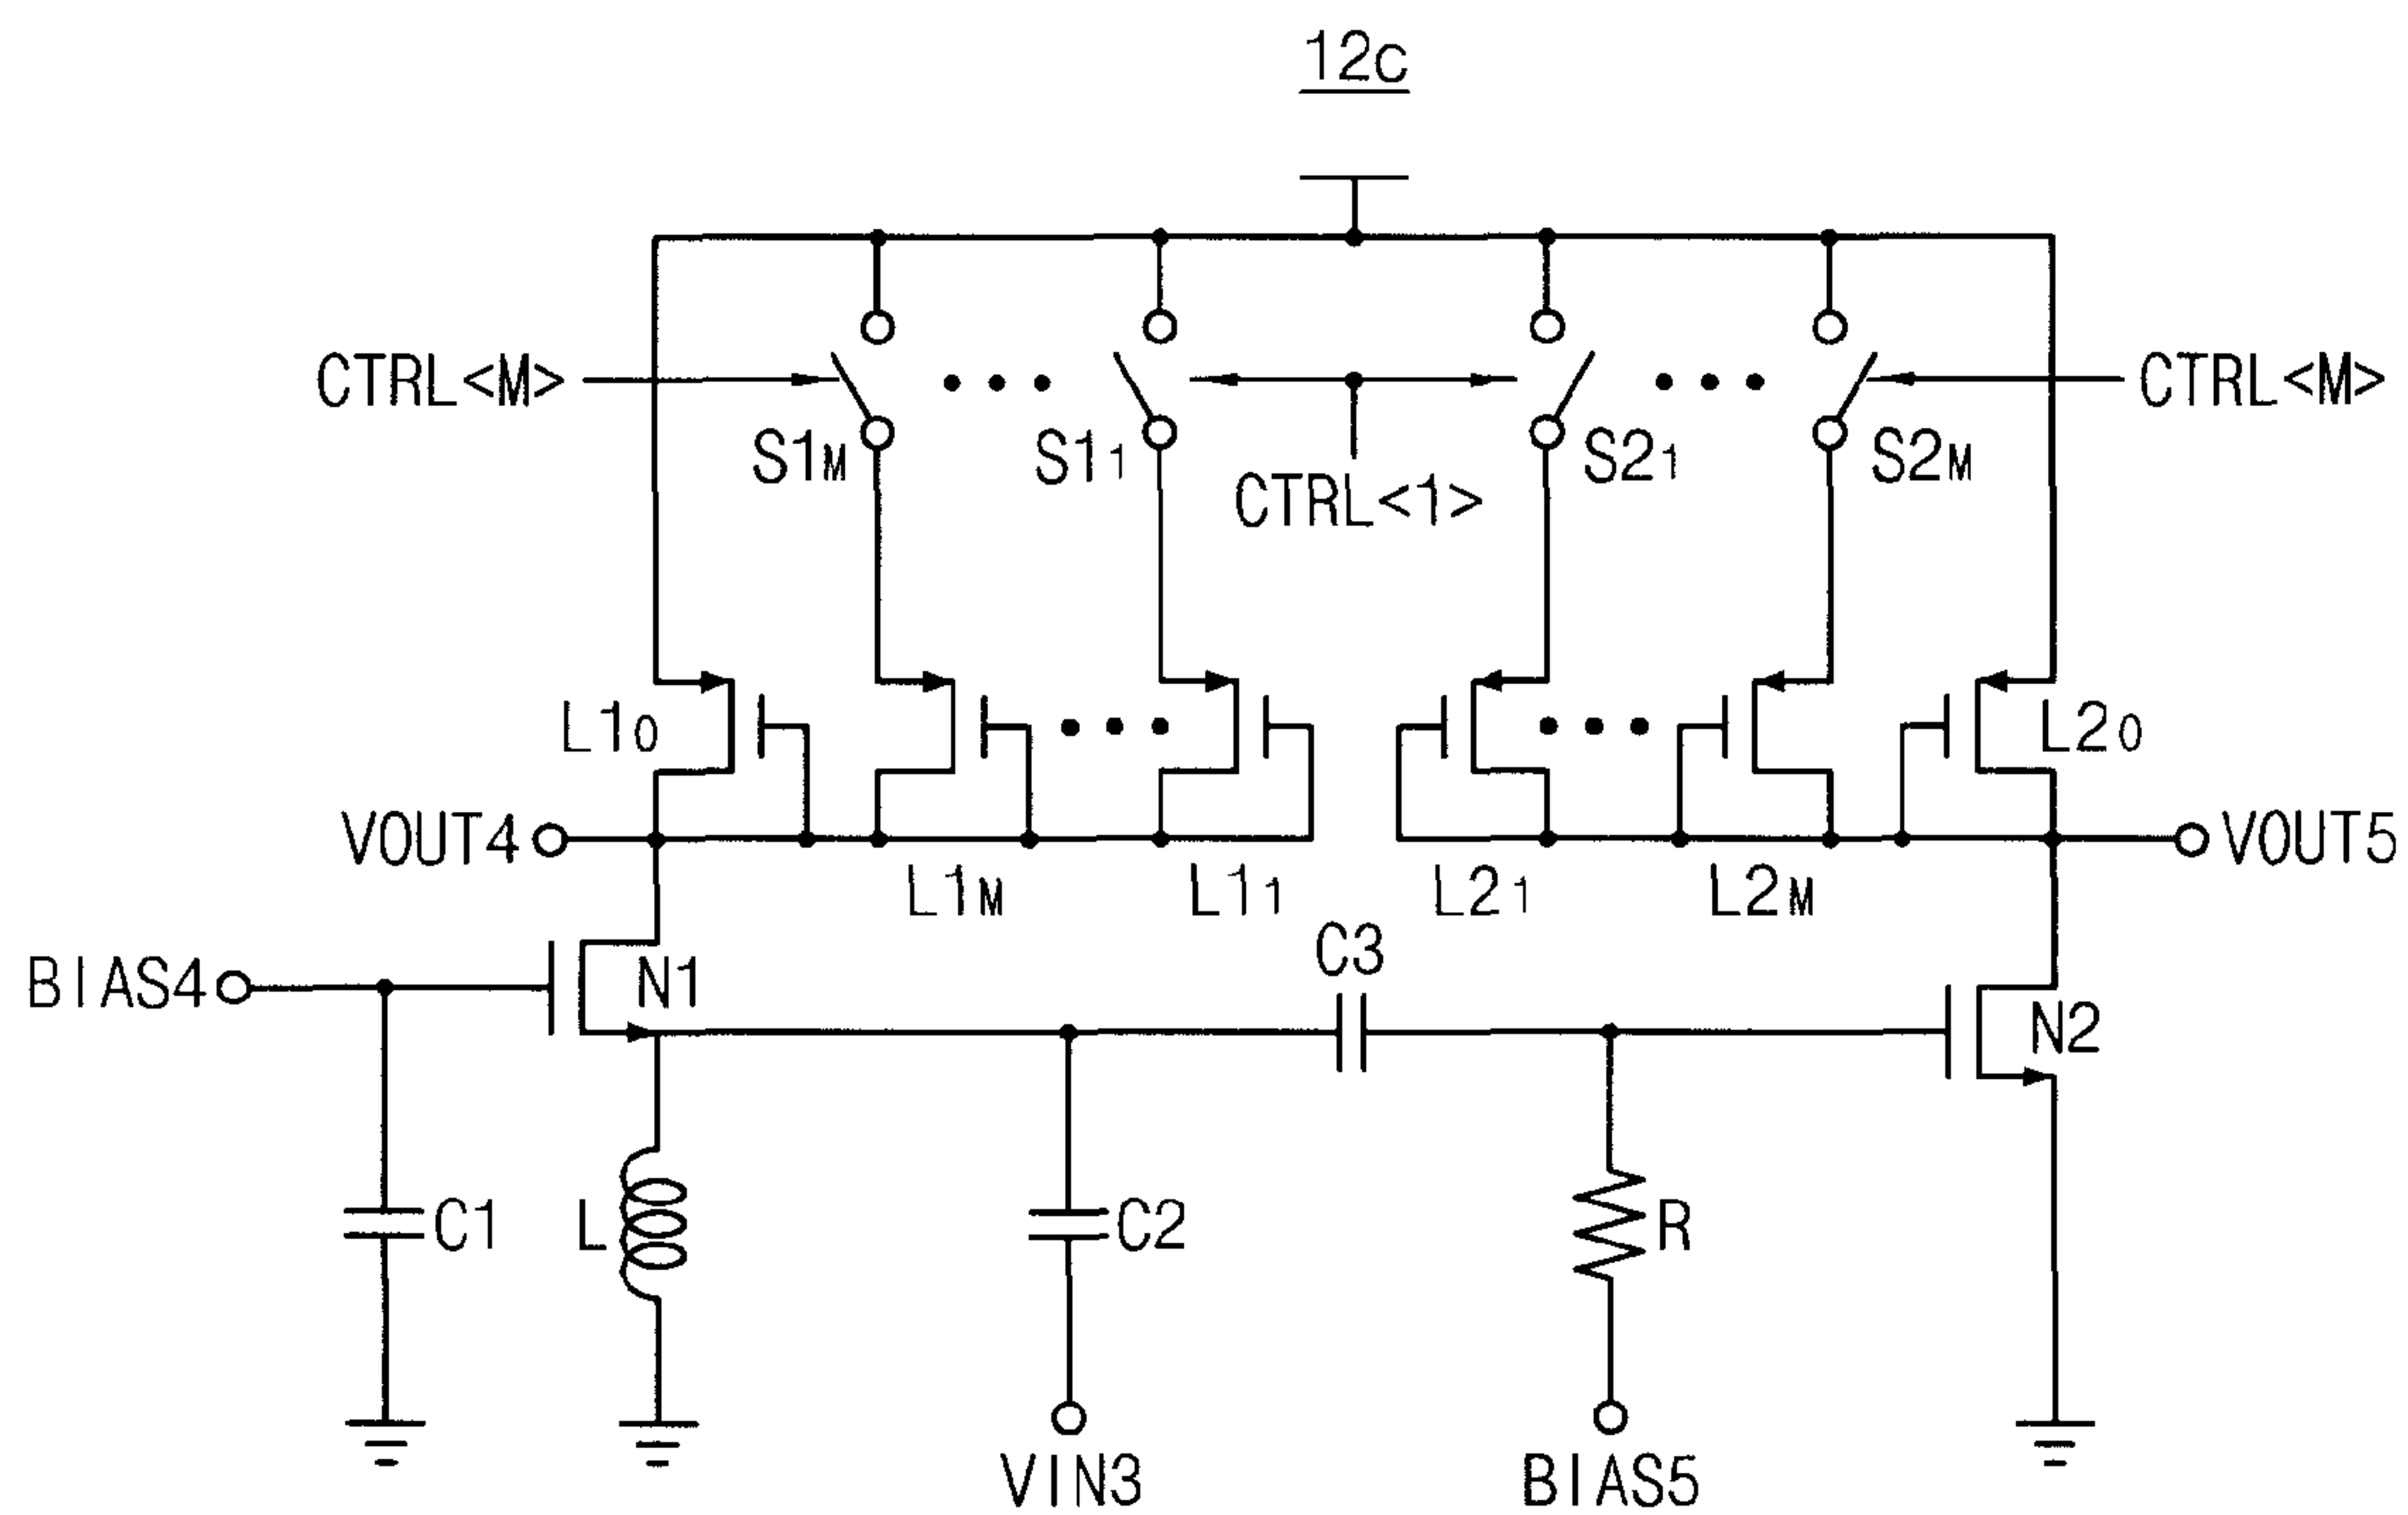 12c
CTRL<M>
CTRL<M>
S1M
S11
S21
S2M
CTRL<1>
L10
L20
VOUT4
VOUT5
L1M
L11
L21
L2M
C3
BIAS4
N1
N2
C1
L
C2
R
VIN3
BIAS5